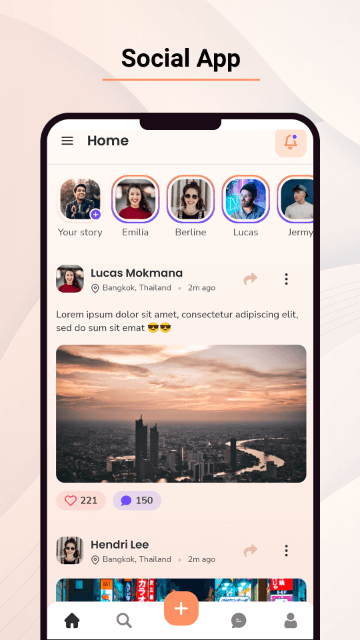 Social App
Home
Your story
Emilia
Berline
Lucas
Jermy
Lucas Mokmana
Bangkok, Thailand • 2m ago
Lorem ipsum dolor sit amet, consectetur adipiscing elit,
sed do sum sit emat 😎😎
221
150
Hendri Lee
Bangkok, Thailand • 2m ago